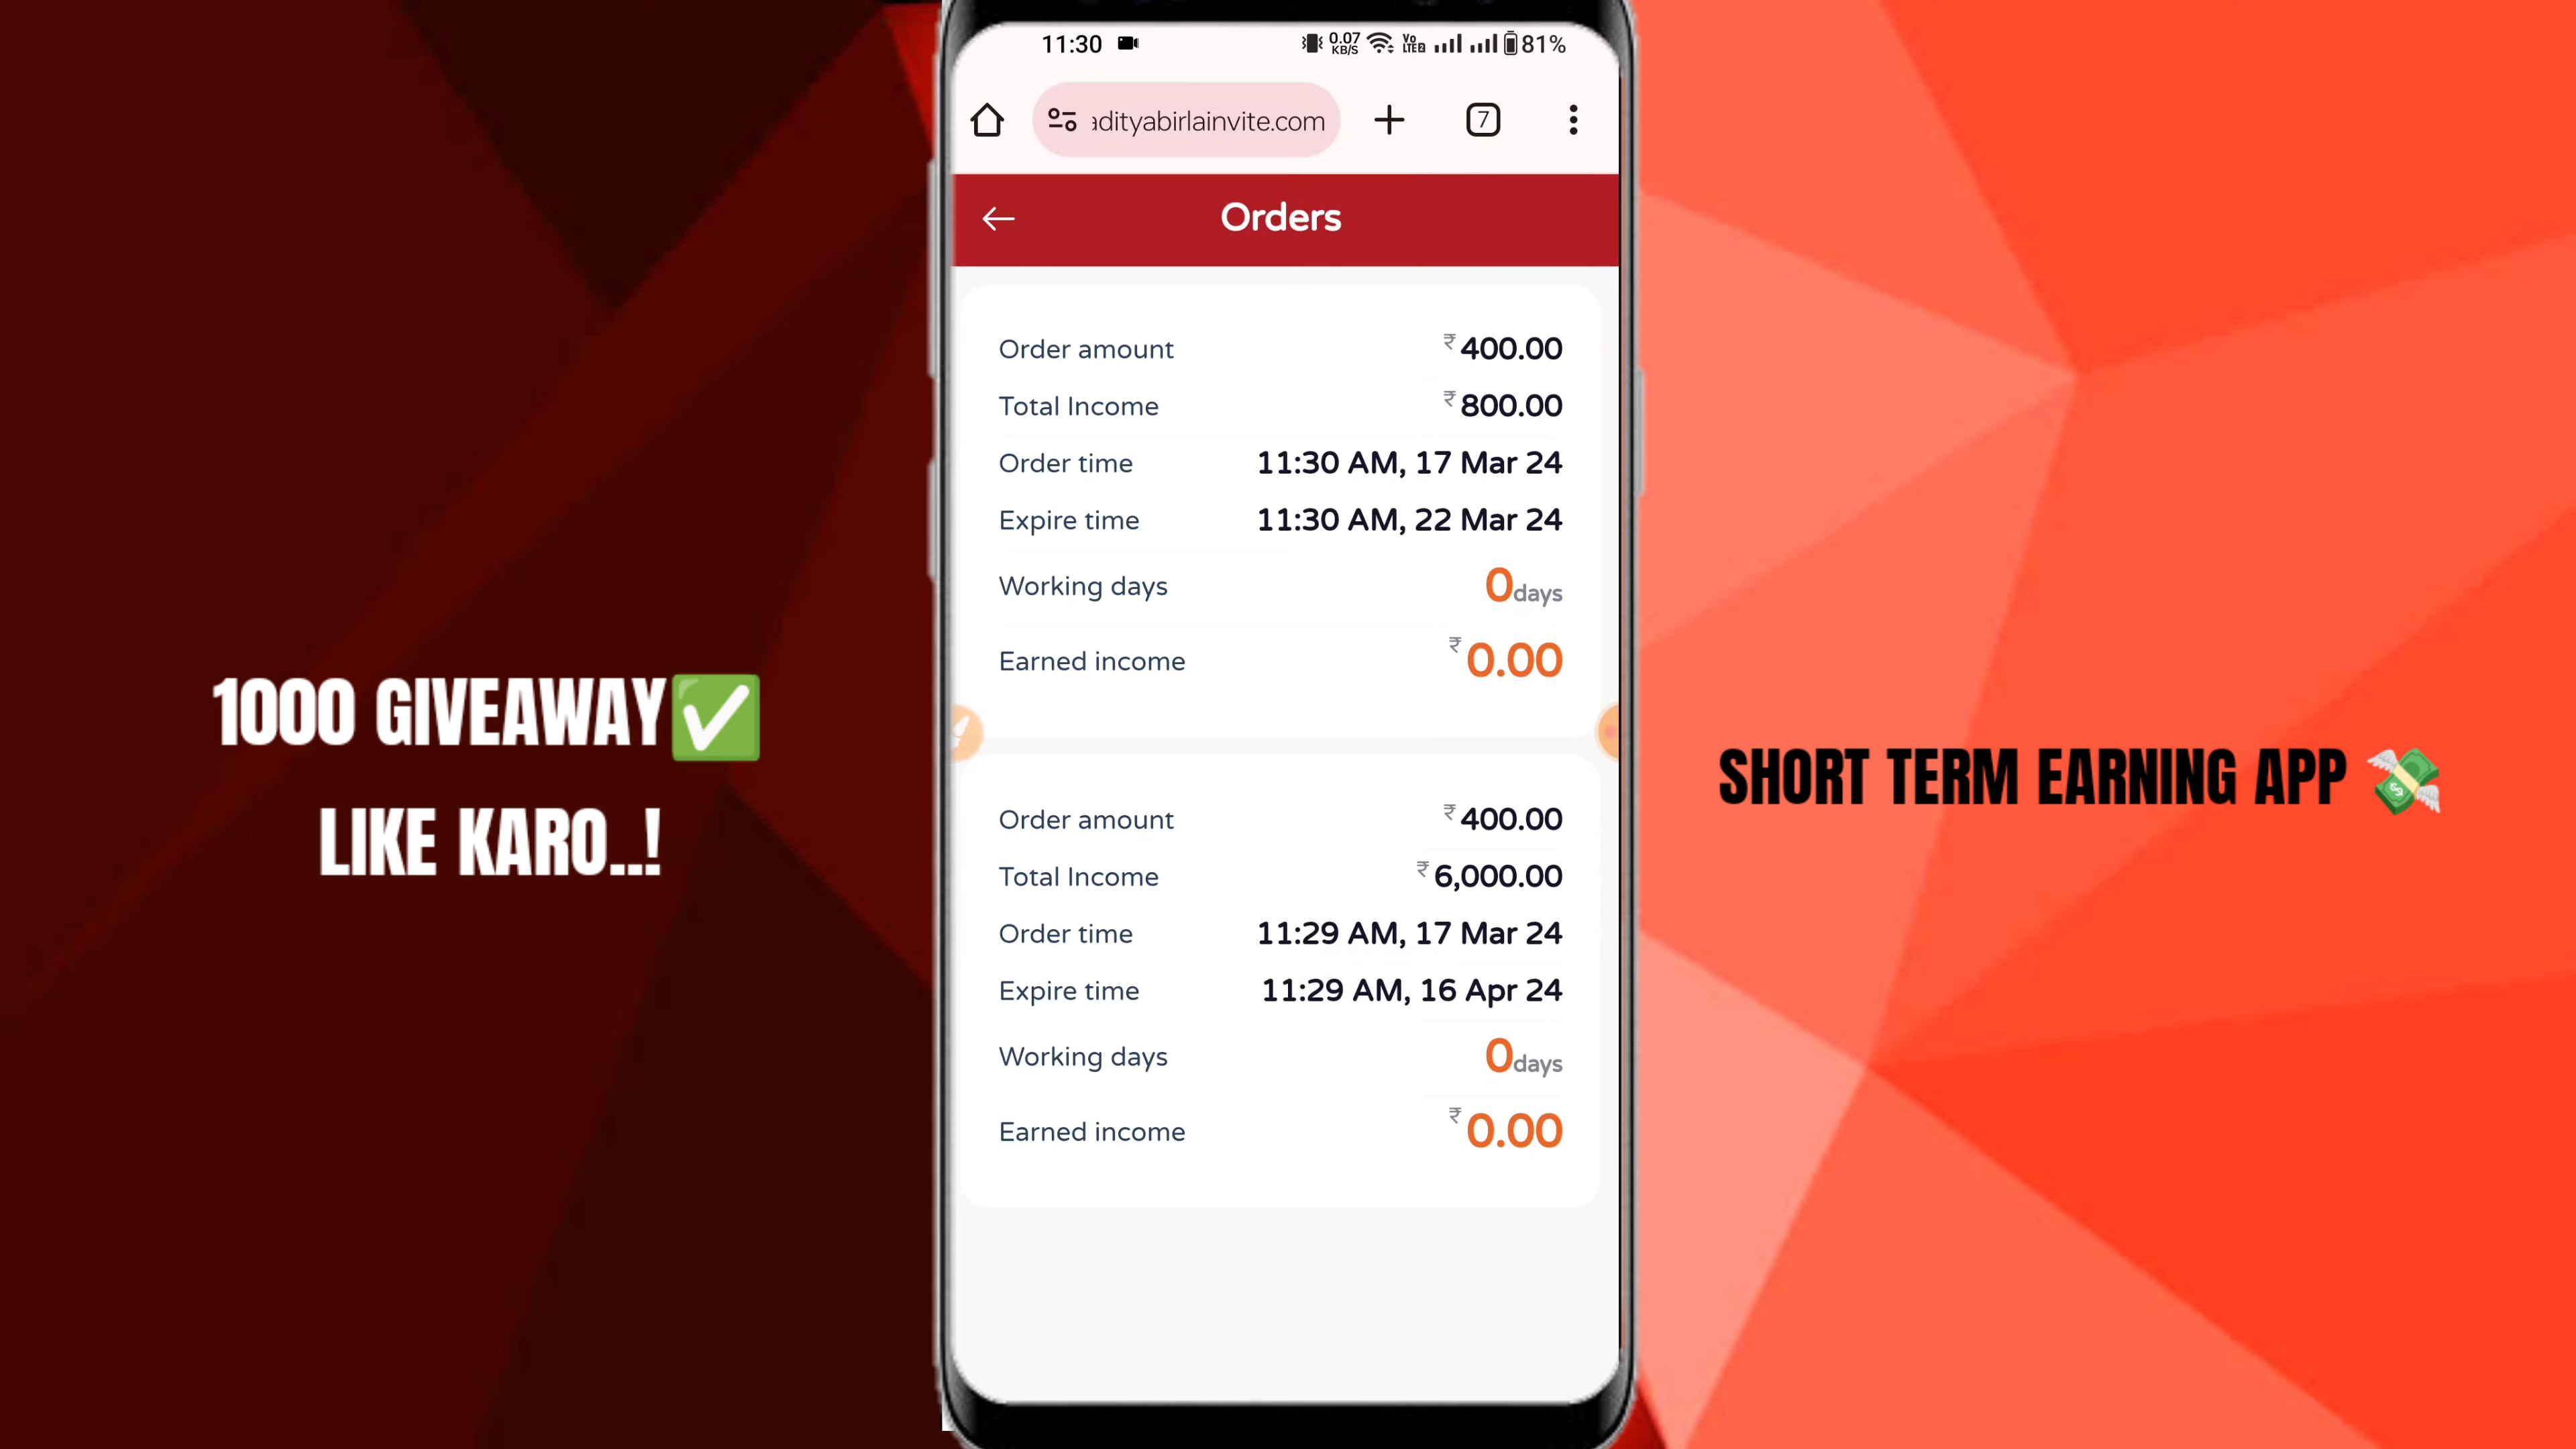 11:30 0.07 KB/S Vo LTE2 81%
adityabirlainvite.com 7
Orders
Order amount ₹400.00
Total Income ₹800.00
Order time 11:30 AM, 17 Mar 24
Expire time 11:30 AM, 22 Mar 24
Working days 0days
Earned income ₹0.00
Order amount ₹400.00
Total Income ₹6,000.00
Order time 11:29 AM, 17 Mar 24
Expire time 11:29 AM, 16 Apr 24
Working days 0days
Earned income ₹0.00
1000 GIVEAWAY✅
LIKE KARO..!
SHORT TERM EARNING APP 💸